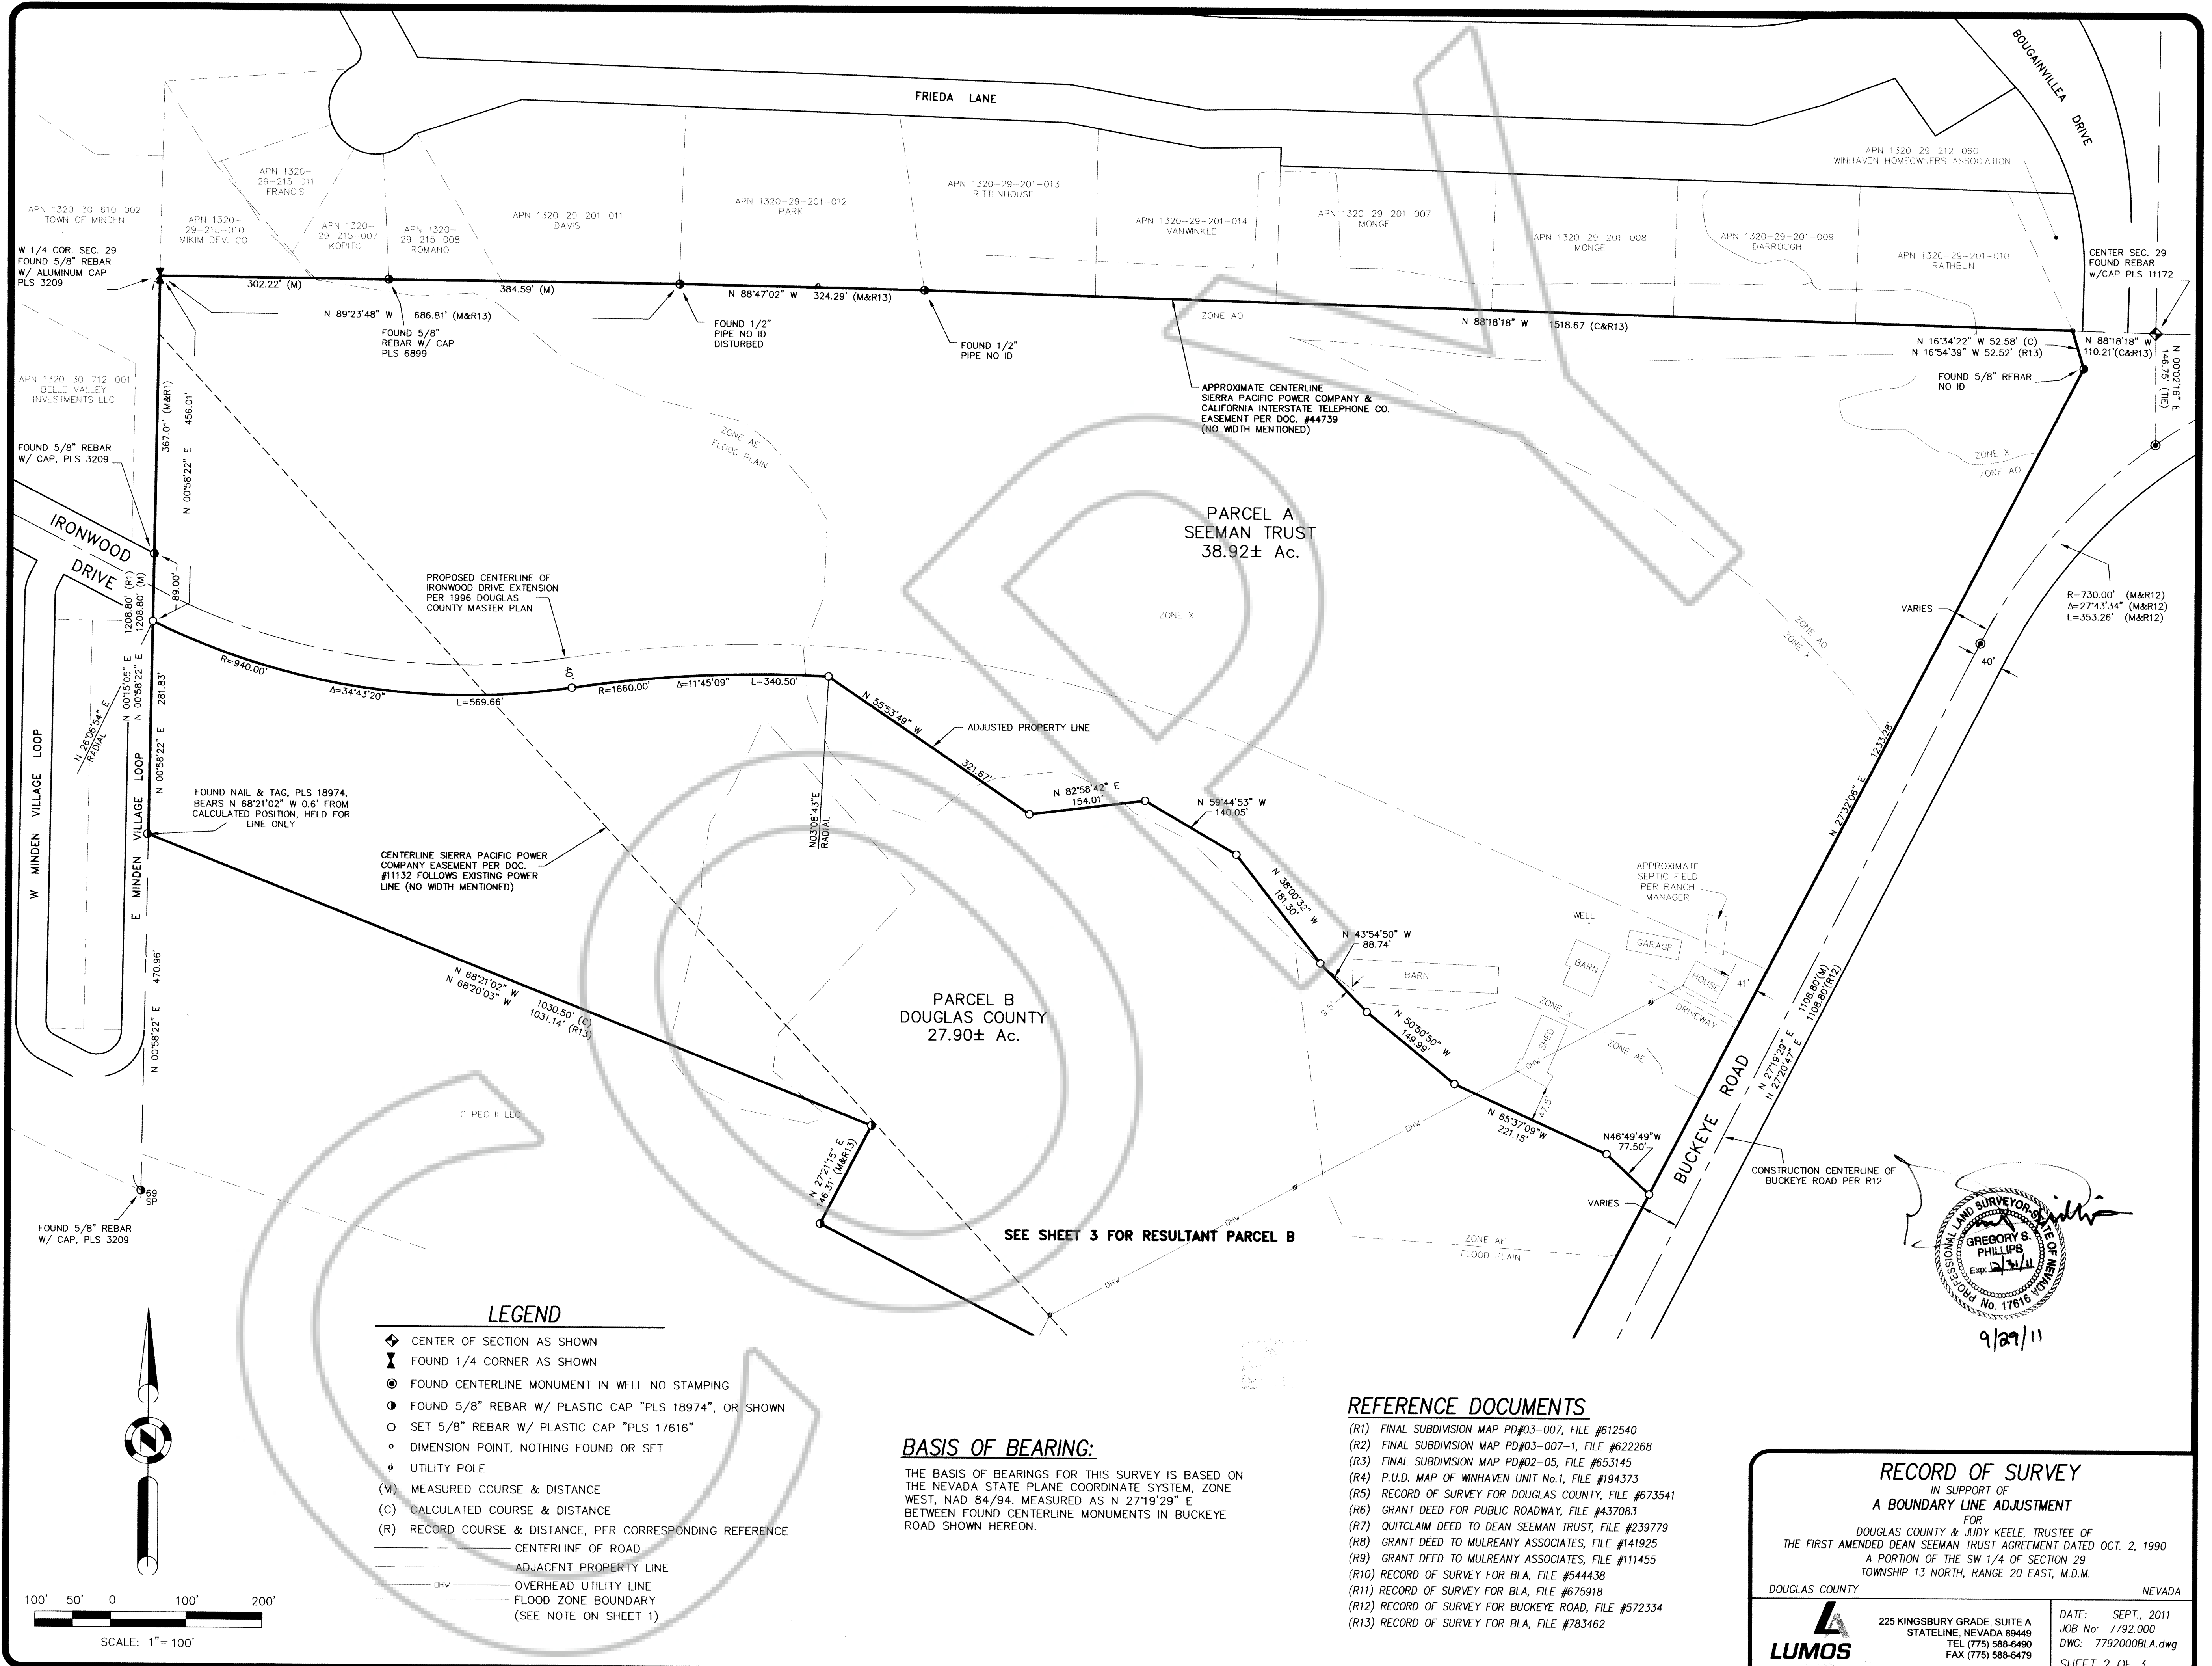 BOUGAINVILLEA
DRIVE
FRIEDA LANE
APN 1320-29-212-060
WINHAVEN HOMEOWNERS ASSOCIATION
APN 1320-30-610-002
TOWN OF MINDEN
APN 1320-
29-215-010
MIKIM DEV. CO.
APN 1320-
29-215-011
FRANCIS
APN 1320-
29-215-007
KOPITCH
APN 1320-
29-215-008
ROMANO
APN 1320-29-201-011
DAVIS
APN 1320-29-201-012
PARK
APN 1320-29-201-013
RITTENHOUSE
APN 1320-29-201-014
VANWINKLE
APN 1320-29-201-007
MONGE
APN 1320-29-201-008
MONGE
APN 1320-29-201-009
DARROUGH
APN 1320-29-201-010
RATHBUN
W 1/4 COR. SEC. 29
FOUND 5/8" REBAR
W/ ALUMINUM CAP
PLS 3209
CENTER SEC. 29
FOUND REBAR
w/CAP PLS 11172
302.22' (M)
384.59' (M)
N 89°23'48" W 686.81' (M&R13)
N 88°47'02" W 324.29' (M&R13)
FOUND 5/8"
REBAR W/ CAP
PLS 6899
FOUND 1/2"
PIPE NO ID
DISTURBED
FOUND 1/2"
PIPE NO ID
ZONE AO
N 88°18'18" W 1518.67 (C&R13)
N 16°34'22" W 52.58' (C)
N 16°54'39" W 52.52' (R13)
N 88°18'18" W
110.21'(C&R13)
FOUND 5/8" REBAR
NO ID
N 00°02'16" E
146.75' (TIE)
APN 1320-30-712-001
BELLE VALLEY
INVESTMENTS LLC
367.01' (M&R1)
N 00°58'22" E 456.01'
APPROXIMATE CENTERLINE
SIERRA PACIFIC POWER COMPANY &
CALIFORNIA INTERSTATE TELEPHONE CO.
EASEMENT PER DOC. #44739
(NO WIDTH MENTIONED)
ZONE AE
FLOOD PLAIN
FOUND 5/8" REBAR
W/ CAP, PLS 3209
ZONE X
ZONE AO
IRONWOOD
DRIVE
PARCEL A
SEEMAN TRUST
38.92± Ac.
PROPOSED CENTERLINE OF
IRONWOOD DRIVE EXTENSION
PER 1996 DOUGLAS
COUNTY MASTER PLAN
89.00'
N 00°15'05" E 1208.80' (R1)
N 00°58'22" E 1208.80' (M)
ZONE X
R=730.00' (M&R12)
Δ=27°43'34" (M&R12)
L=353.26' (M&R12)
VARIES
ZONE AO
ZONE X
40'
R=940.00'
Δ=34°43'20"
L=569.66'
40'
R=1660.00'
Δ=11°45'09"
L=340.50'
N 26°06'54" E
RADIAL
N 00°58'22" E 281.83'
N 55°53'49" W
321.67'
ADJUSTED PROPERTY LINE
N 82°58'42" E
154.01'
N 59°44'53" W
140.05'
N 27°32'06" E 1233.28'
W MINDEN VILLAGE LOOP
E MINDEN VILLAGE LOOP
FOUND NAIL & TAG, PLS 18974,
BEARS N 68°21'02" W 0.6' FROM
CALCULATED POSITION, HELD FOR
LINE ONLY
N03°08'43"E
RADIAL
CENTERLINE SIERRA PACIFIC POWER
COMPANY EASEMENT PER DOC.
#11132 FOLLOWS EXISTING POWER
LINE (NO WIDTH MENTIONED)
N 38°00'32" W
181.30'
APPROXIMATE
SEPTIC FIELD
PER RANCH
MANAGER
WELL
GARAGE
BARN
HOUSE
41'
DRIVEWAY
N 43°54'50" W
88.74'
BARN
9.5'
N 00°58'22" E 470.96'
N 68°21'02" W 1030.50' (C)
N 68°20'03" W 1031.14' (R13)
PARCEL B
DOUGLAS COUNTY
27.90± Ac.
N 50°50'50" W
149.99'
ZONE X
ZONE AE
SHED
OHW
47.5'
N 27°19'29" E 1108.80'(M)
N 27°20'47" E 1108.80'(R12)
G PEG II LLC
N 27°21'15" E
146.31' (M&R13)
OHW
N 65°37'09"W
221.15'
N46°49'49"W
77.50'
BUCKEYE ROAD
CONSTRUCTION CENTERLINE OF
BUCKEYE ROAD PER R12
VARIES
69
SP
FOUND 5/8" REBAR
W/ CAP, PLS 3209
OHW
SEE SHEET 3 FOR RESULTANT PARCEL B
ZONE AE
FLOOD PLAIN
OHW
PROFESSIONAL LAND SURVEYOR-STATE OF NEVADA
GREGORY S.
PHILLIPS
Exp: 12/31/11
No. 17616
9/29/11
LEGEND
CENTER OF SECTION AS SHOWN
FOUND 1/4 CORNER AS SHOWN
FOUND CENTERLINE MONUMENT IN WELL NO STAMPING
FOUND 5/8" REBAR W/ PLASTIC CAP "PLS 18974", OR SHOWN
SET 5/8" REBAR W/ PLASTIC CAP "PLS 17616"
DIMENSION POINT, NOTHING FOUND OR SET
UTILITY POLE
(M) MEASURED COURSE & DISTANCE
(C) CALCULATED COURSE & DISTANCE
(R) RECORD COURSE & DISTANCE, PER CORRESPONDING REFERENCE
CENTERLINE OF ROAD
ADJACENT PROPERTY LINE
OHW OVERHEAD UTILITY LINE
FLOOD ZONE BOUNDARY
(SEE NOTE ON SHEET 1)
N
100' 50' 0 100' 200'
SCALE: 1"=100'
BASIS OF BEARING:
THE BASIS OF BEARINGS FOR THIS SURVEY IS BASED ON
THE NEVADA STATE PLANE COORDINATE SYSTEM, ZONE
WEST, NAD 84/94. MEASURED AS N 27°19'29" E
BETWEEN FOUND CENTERLINE MONUMENTS IN BUCKEYE
ROAD SHOWN HEREON.
REFERENCE DOCUMENTS
(R1) FINAL SUBDIVISION MAP PD#03-007, FILE #612540
(R2) FINAL SUBDIVISION MAP PD#03-007-1, FILE #622268
(R3) FINAL SUBDIVISION MAP PD#02-05, FILE #653145
(R4) P.U.D. MAP OF WINHAVEN UNIT No.1, FILE #194373
(R5) RECORD OF SURVEY FOR DOUGLAS COUNTY, FILE #673541
(R6) GRANT DEED FOR PUBLIC ROADWAY, FILE #437083
(R7) QUITCLAIM DEED TO DEAN SEEMAN TRUST, FILE #239779
(R8) GRANT DEED TO MULREANY ASSOCIATES, FILE #141925
(R9) GRANT DEED TO MULREANY ASSOCIATES, FILE #111455
(R10) RECORD OF SURVEY FOR BLA, FILE #544438
(R11) RECORD OF SURVEY FOR BLA, FILE #675918
(R12) RECORD OF SURVEY FOR BUCKEYE ROAD, FILE #572334
(R13) RECORD OF SURVEY FOR BLA, FILE #783462
RECORD OF SURVEY
IN SUPPORT OF
A BOUNDARY LINE ADJUSTMENT
FOR
DOUGLAS COUNTY & JUDY KEELE, TRUSTEE OF
THE FIRST AMENDED DEAN SEEMAN TRUST AGREEMENT DATED OCT. 2, 1990
A PORTION OF THE SW 1/4 OF SECTION 29
TOWNSHIP 13 NORTH, RANGE 20 EAST, M.D.M.
DOUGLAS COUNTY NEVADA
LUMOS
225 KINGSBURY GRADE, SUITE A
STATELINE, NEVADA 89449
TEL (775) 588-6490
FAX (775) 588-6479
DATE: SEPT., 2011
JOB No: 7792.000
DWG: 7792000BLA.dwg
SHEET 2 OF 3
COPY